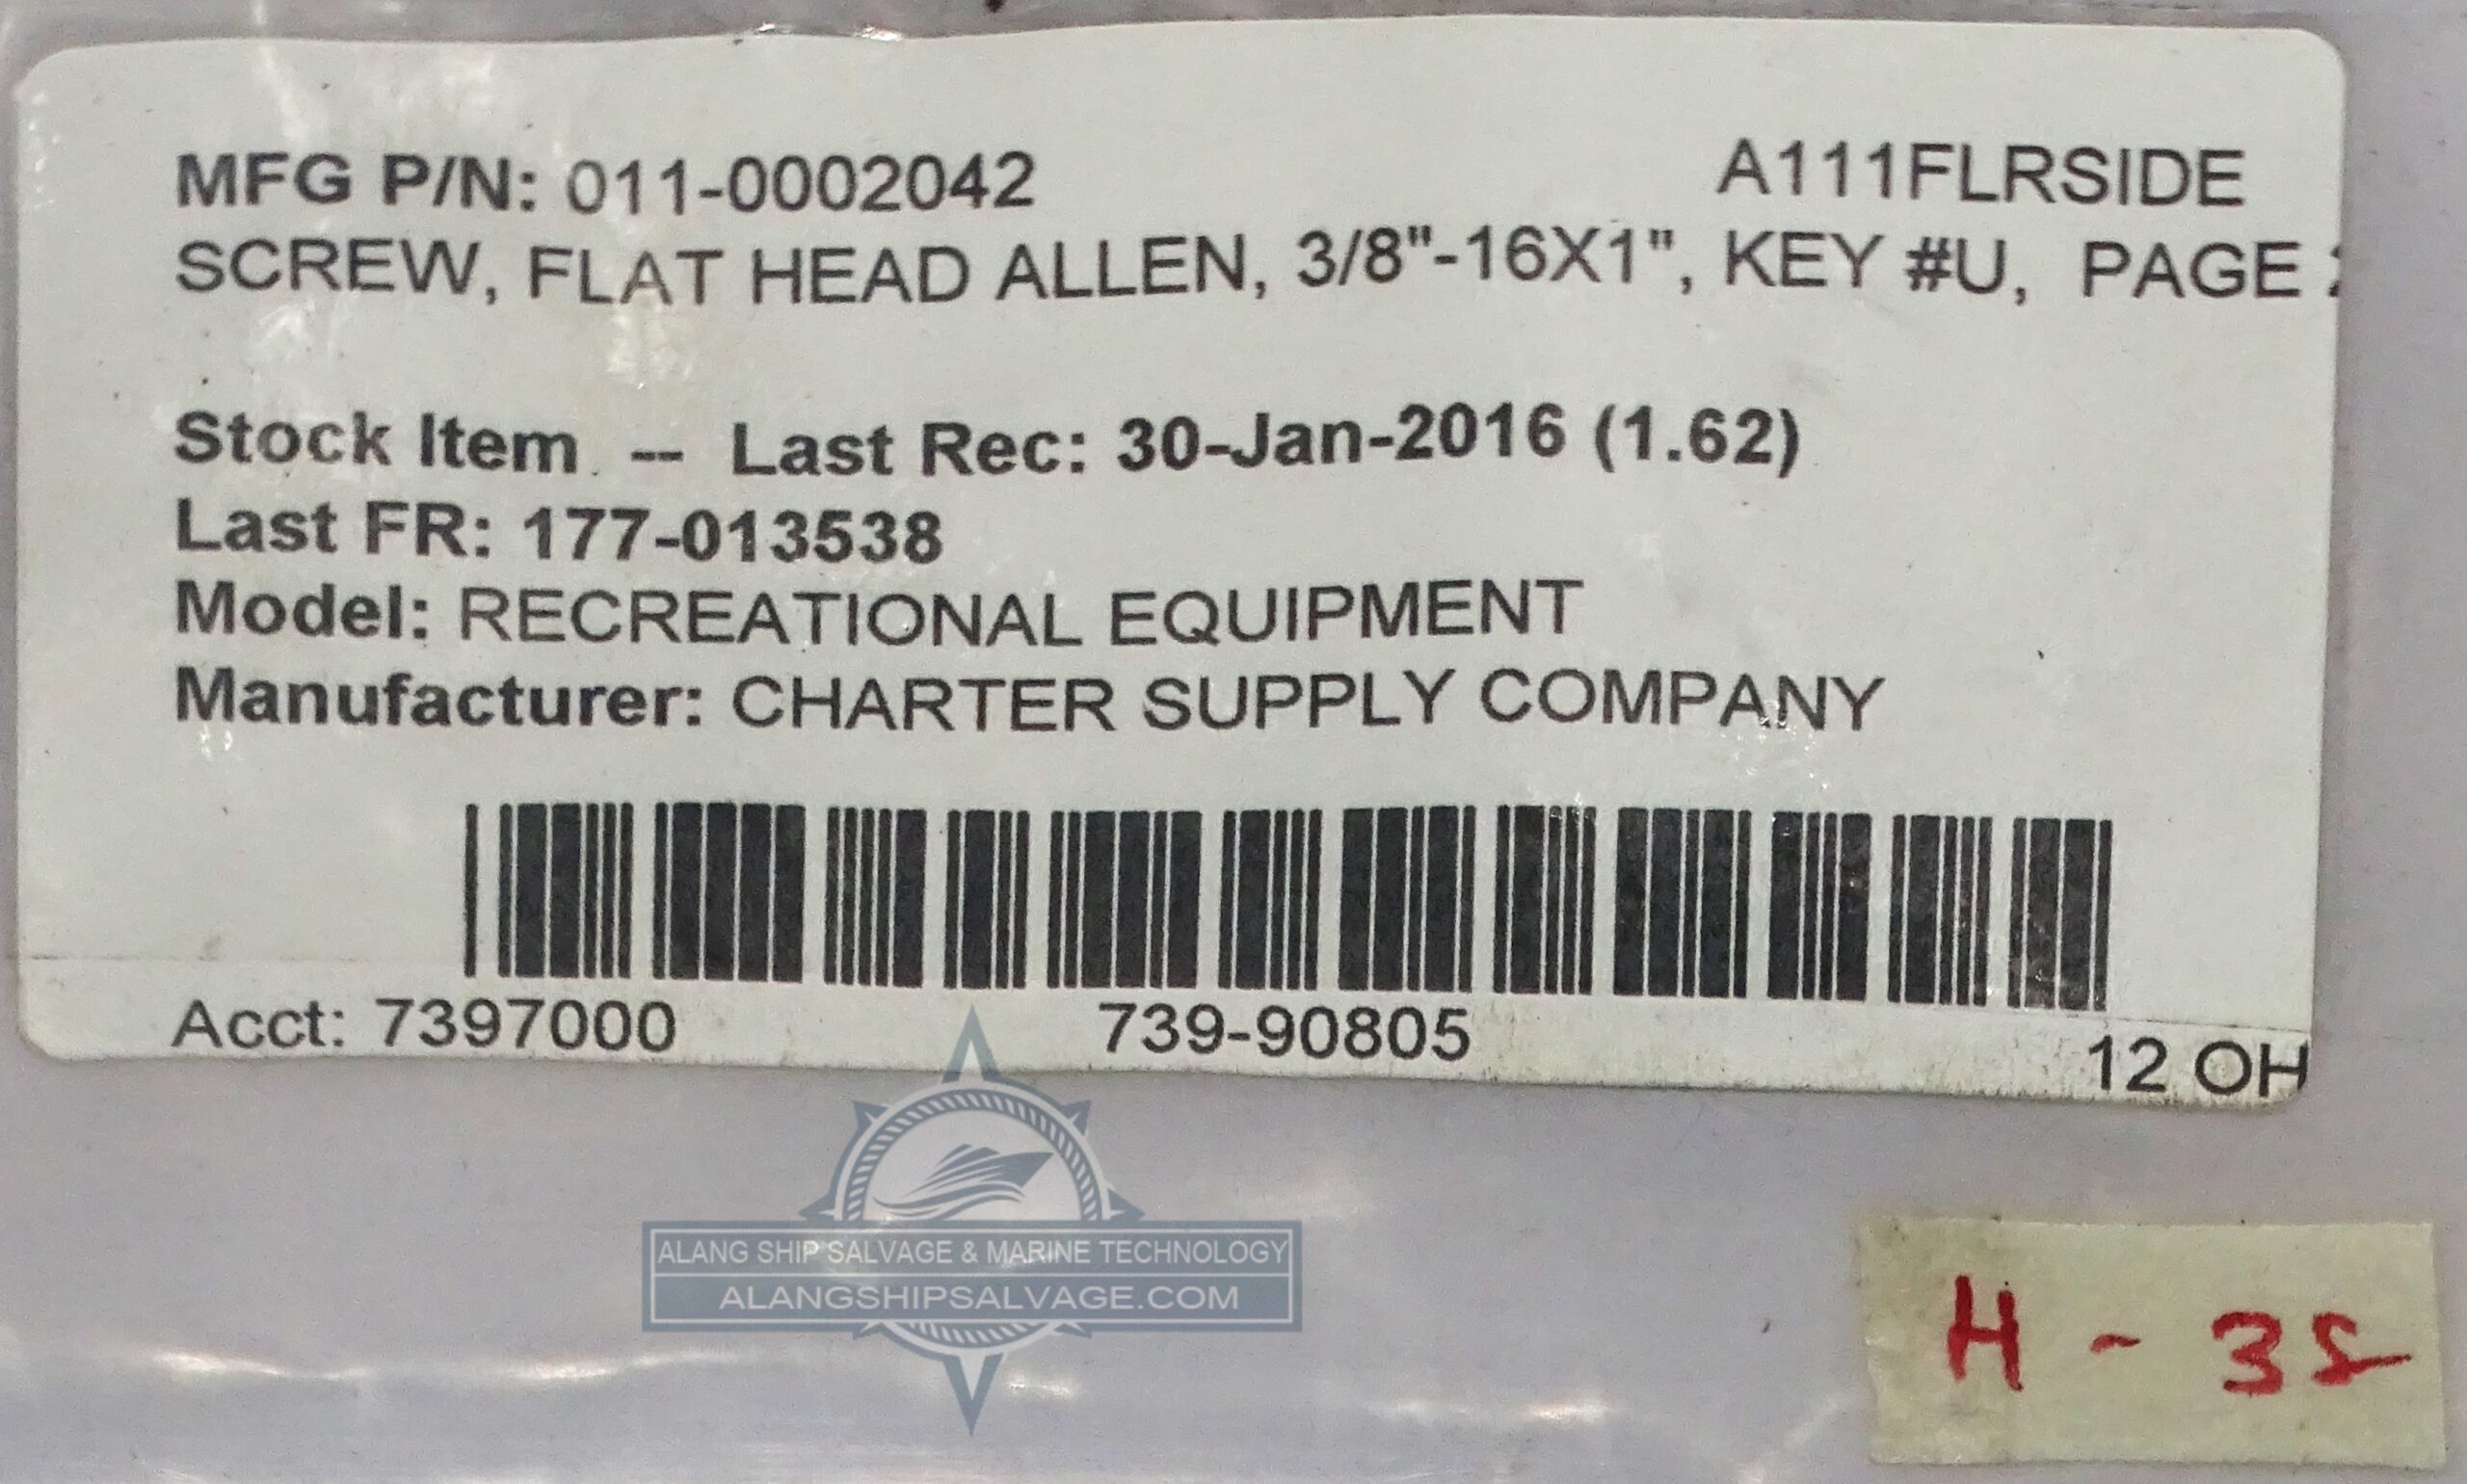 MFG P/N: 011-0002042 A111FLRSIDE
SCREW, FLAT HEAD ALLEN, 3/8"-16X1", KEY #U, PAGE
Stock Item -- Last Rec: 30-Jan-2016 (1.62)
Last FR: 177-013538
Model: RECREATIONAL EQUIPMENT
Manufacturer: CHARTER SUPPLY COMPANY
Acct: 7397000 739-90805 12 OH
ALANG SHIP SALVAGE & MARINE TECHNOLOGY
ALANGSHIPSALVAGE.COM
H - 35